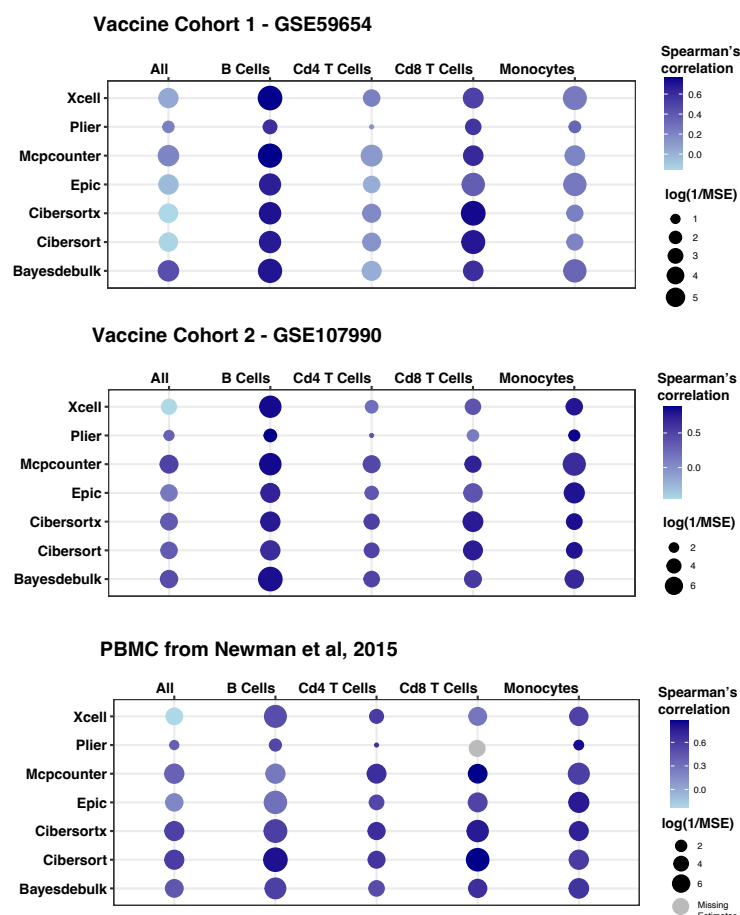 Vaccine Cohort 1 - GSE59654
All B Cells Cd4 T Cells Cd8 T Cells Monocytes
Xcell
Plier
Mcpcounter
Epic
Cibersortx
Cibersort
Bayesdebulk
Spearman's
correlation
0.6
0.4
0.2
0.0
log(1/MSE)
1
2
3
4
5
Vaccine Cohort 2 - GSE107990
All B Cells Cd4 T Cells Cd8 T Cells Monocytes
Xcell
Plier
Mcpcounter
Epic
Cibersortx
Cibersort
Bayesdebulk
Spearman's
correlation
0.5
0.0
log(1/MSE)
2
4
6
PBMC from Newman et al, 2015
All B Cells Cd4 T Cells Cd8 T Cells Monocytes
Xcell
Plier
Mcpcounter
Epic
Cibersortx
Cibersort
Bayesdebulk
Spearman's
correlation
0.6
0.3
0.0
log(1/MSE)
2
4
6
Missing